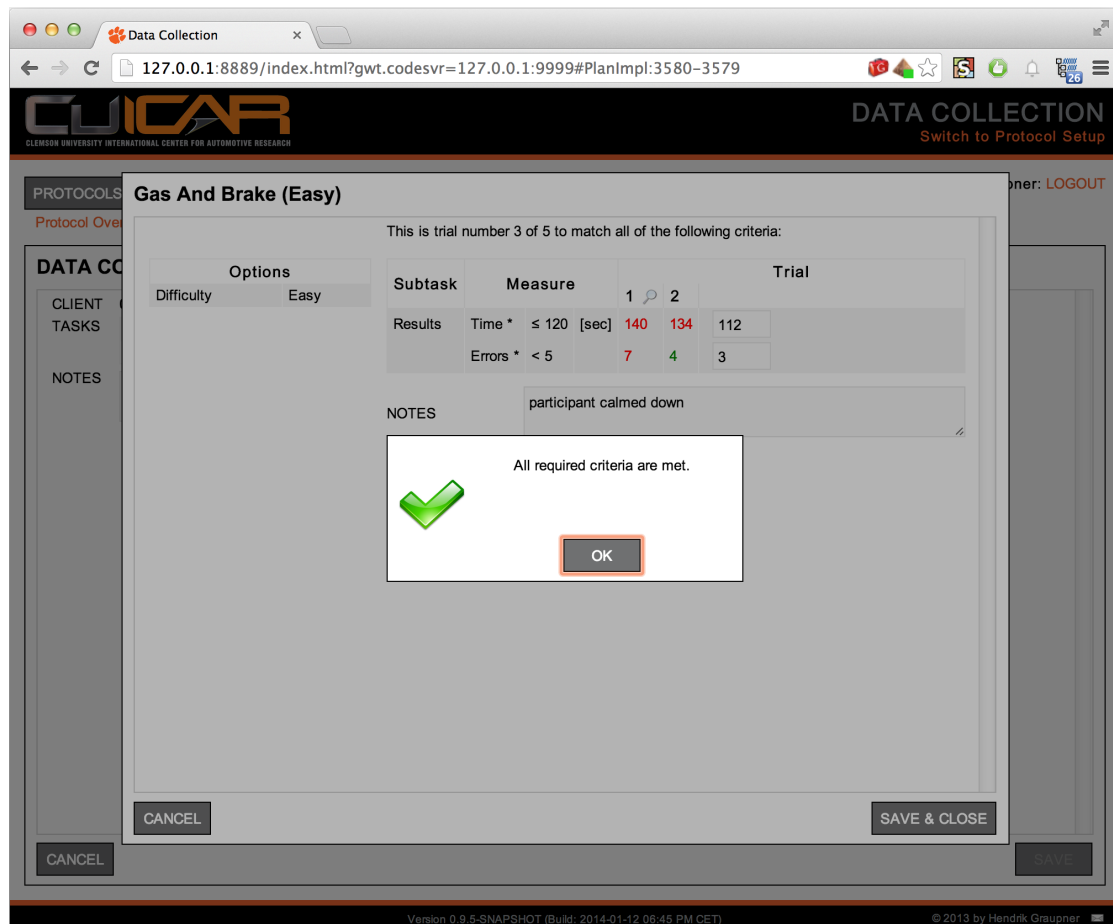 Data Collection
127.0.0.1:8889/index.html?gwt.codesvr=127.0.0.1:9999#PlanImpl:3580-3579
26
CUICAR
CLEMSON UNIVERSITY INTERNATIONAL CENTER FOR AUTOMOTIVE RESEARCH
DATA COLLECTION
Switch to Protocol Setup
PROTOCOLS
oner: LOGOUT
Protocol Over
Gas And Brake (Easy)
This is trial number 3 of 5 to match all of the following criteria:
DATA CO
Options
Difficulty Easy
Subtask Measure Trial
1 2
Results Time * ≤ 120 [sec] 140 134 112
Errors * < 5 7 4 3
CLIENT
TASKS
NOTES
NOTES participant calmed down
All required criteria are met.
OK
CANCEL SAVE & CLOSE
CANCEL SAVE
Version 0.9.5-SNAPSHOT (Build: 2014-01-12 06:45 PM CET)
© 2013 by Hendrik Graupner